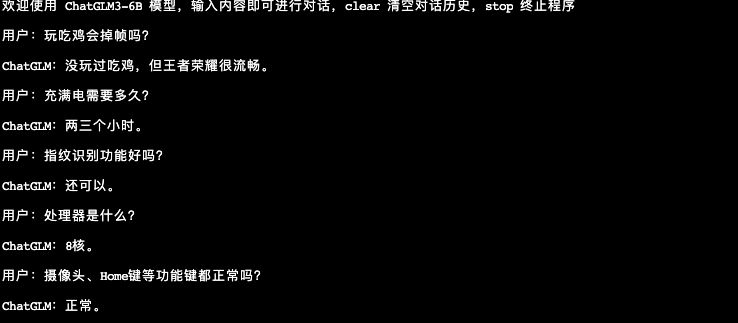 欢迎使用 ChatGLM3-6B 模型，输入内容即可进行对话，clear 清空对话历史，stop 终止程序
用户：玩吃鸡会掉帧吗？
ChatGLM：没玩过吃鸡，但王者荣耀很流畅。
用户：充满电需要多久？
ChatGLM：两三个小时。
用户：指纹识别功能好吗？
ChatGLM：还可以。
用户：处理器是什么？
ChatGLM：8核。
用户：摄像头、Home键等功能键都正常吗？
ChatGLM：正常。